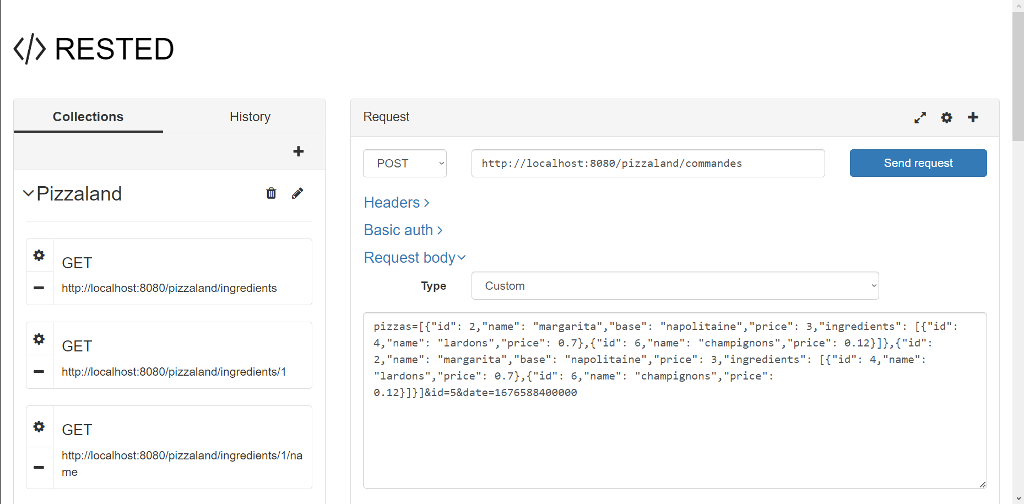 </> RESTED
Collections
History
Pizzaland
GET
http://localhost:8080/pizzaland/ingredients
GET
http://localhost:8080/pizzaland/ingredients/1
GET
http://localhost:8080/pizzaland/ingredients/1/na
me
Request
POST
http://localhost:8080/pizzaland/commandes
Send request
Headers >
Basic auth >
Request body
Type
Custom
pizzas=[{"id": 2,"name": "margarita","base": "napolitaine","price": 3,"ingredients": [{"id":
4,"name": "lardons","price": 0.7},{"id": 6,"name": "champignons","price": 0.12}]},{"id":
2,"name": "margarita","base": "napolitaine","price": 3,"ingredients": [{"id": 4,"name":
"lardons","price": 0.7},{"id": 6,"name": "champignons","price":
0.12}]}]&id=5&date=1676588400000